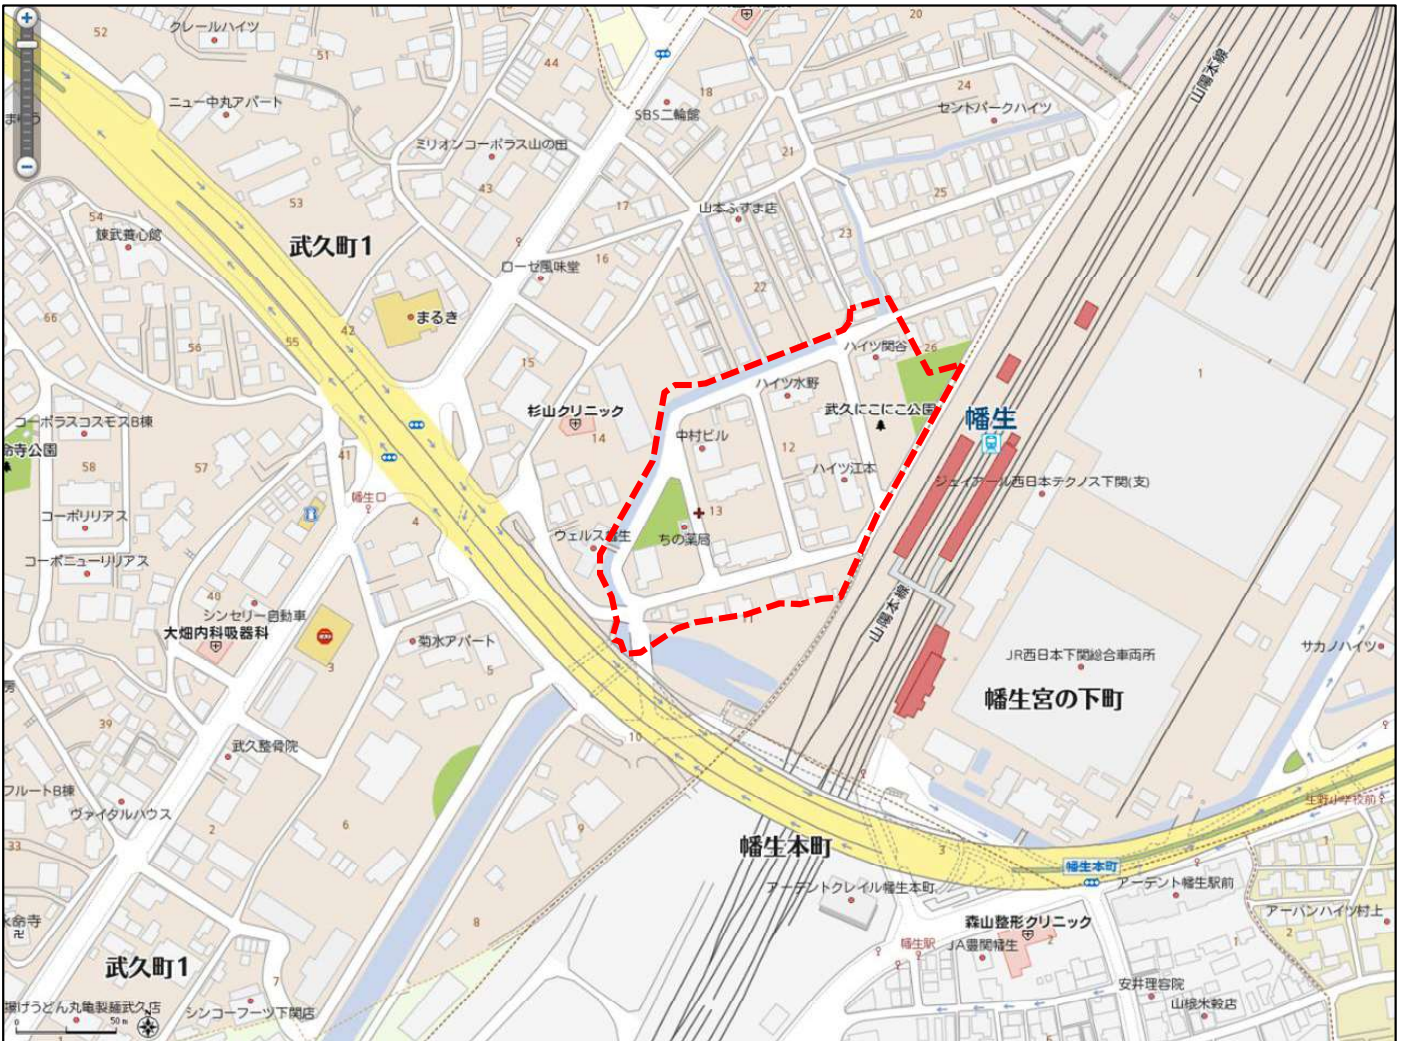 52
クレールハイツ
51
44
20
山陽本線
ニュー中丸アパート
18
SBS二輪館
24
セントパークハイツ
ミリオンコーポラス山の田
43
21
53
17
山本ふすま店
25
54
錬武養心館
武久町1
23
ローゼ風味堂
16
22
66
まるき
42
55
56
15
ハイツ関谷
26
1
ハイツ水野
杉山クリニック
武久にこにこ公園
幡生
コーポラスコスモスB棟
命寺公園
14
中村ビル
12
41
58
57
ハイツ江本
ジェイアール西日本テクノス下関(支)
幡生口
コーポリリアス
4
13
ウェルス幡生
ちの薬局
コーポニューリリアス
40
シンセリー自動車
大畑内科吸器科
山陽本線
11
3
菊水アパート
5
JR西日本下関総合車両所
サカノハイツ
房
幡生宮の下町
39
武久整骨院
10
フルートB棟
ヴァイタルハウス
生野小学校前
2
6
9
33
幡生本町
3
幡生本町
1
アーデントクレイル幡生本町
アーデント幡生駅前
アーバンハイツ村上
森山整形クリニック
命寺
8
幡生駅
JA豊関幡生
2
1
2
武久町1
7
安井理容院
揚げうどん丸亀製麺武久店
シンコーフーツ下関店
山根米穀店
0
50m
5